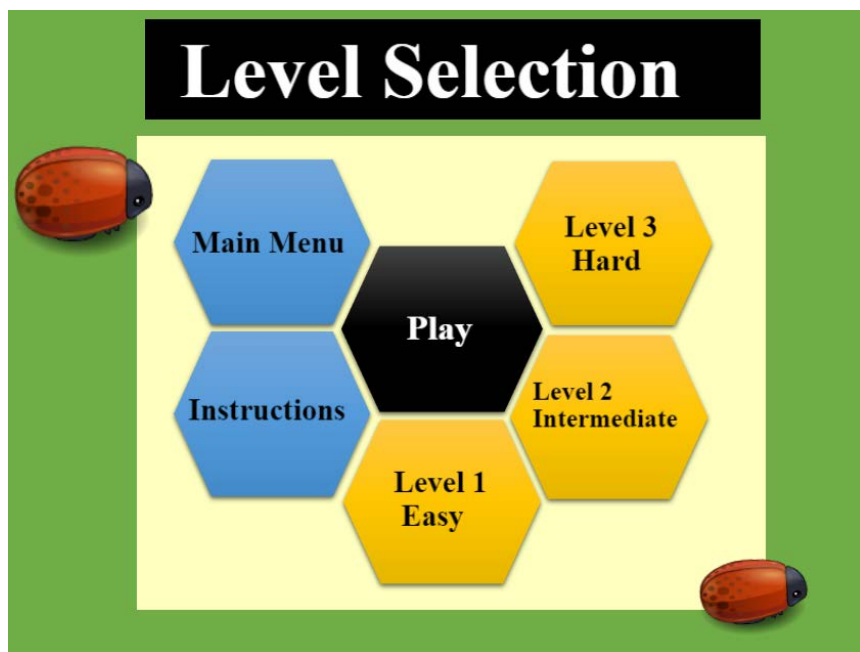 Level Selection
Main Menu
Level 3
Hard
Play
Instructions
Level 2
Intermediate
Level 1
Easy